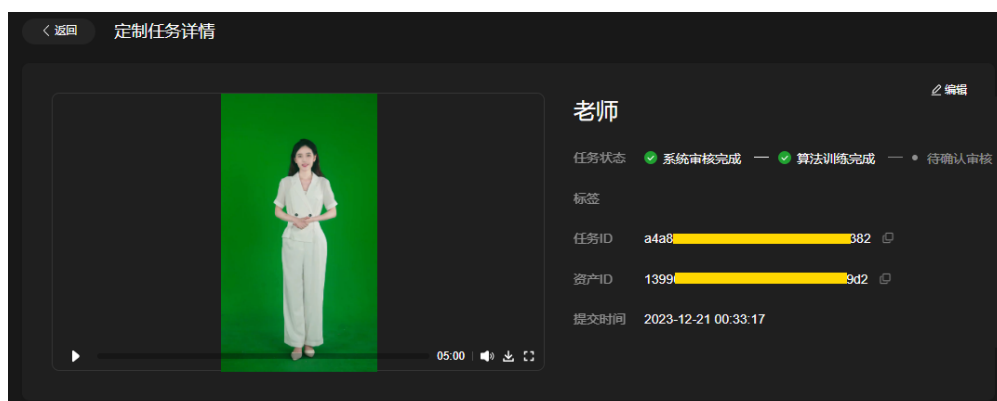 < 返回 定制任务详情
编辑
老师
任务状态 系统审核完成 — 算法训练完成 — 待确认审核
标签
任务ID a4a8 382
资产ID 1399 9d2
提交时间 2023-12-21 00:33:17
05:00